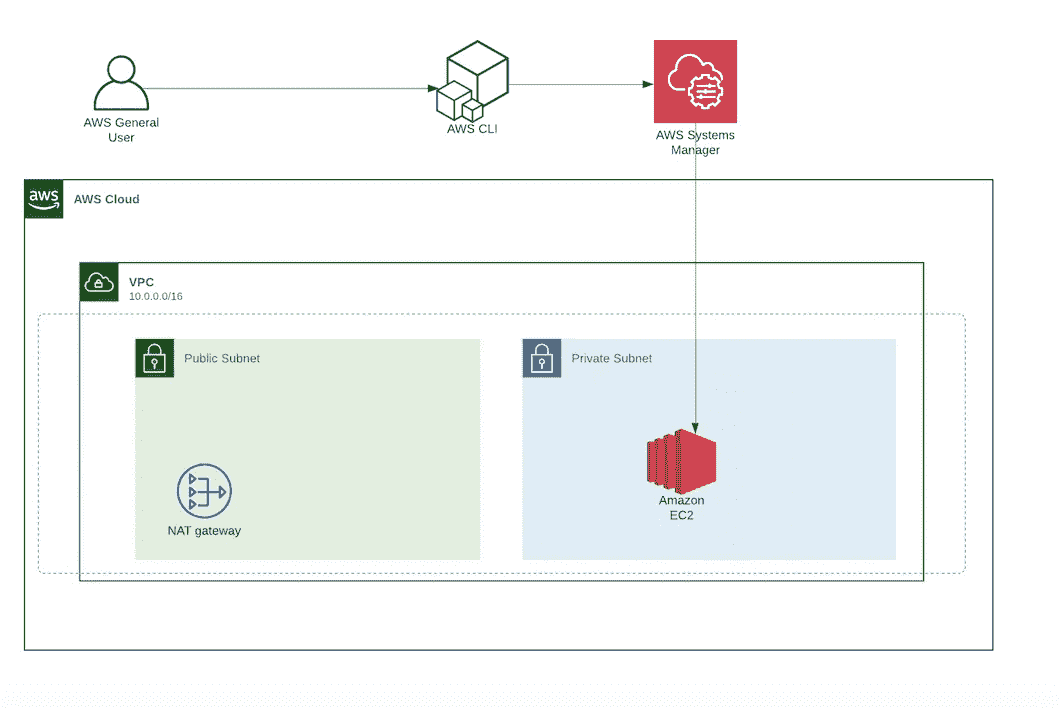 AWS General
User
AWS CLI
AWS Systems
Manager
aws
AWS Cloud
VPC
10.0.0.0/16
Public Subnet
Private Subnet
NAT gateway
Amazon
EC2